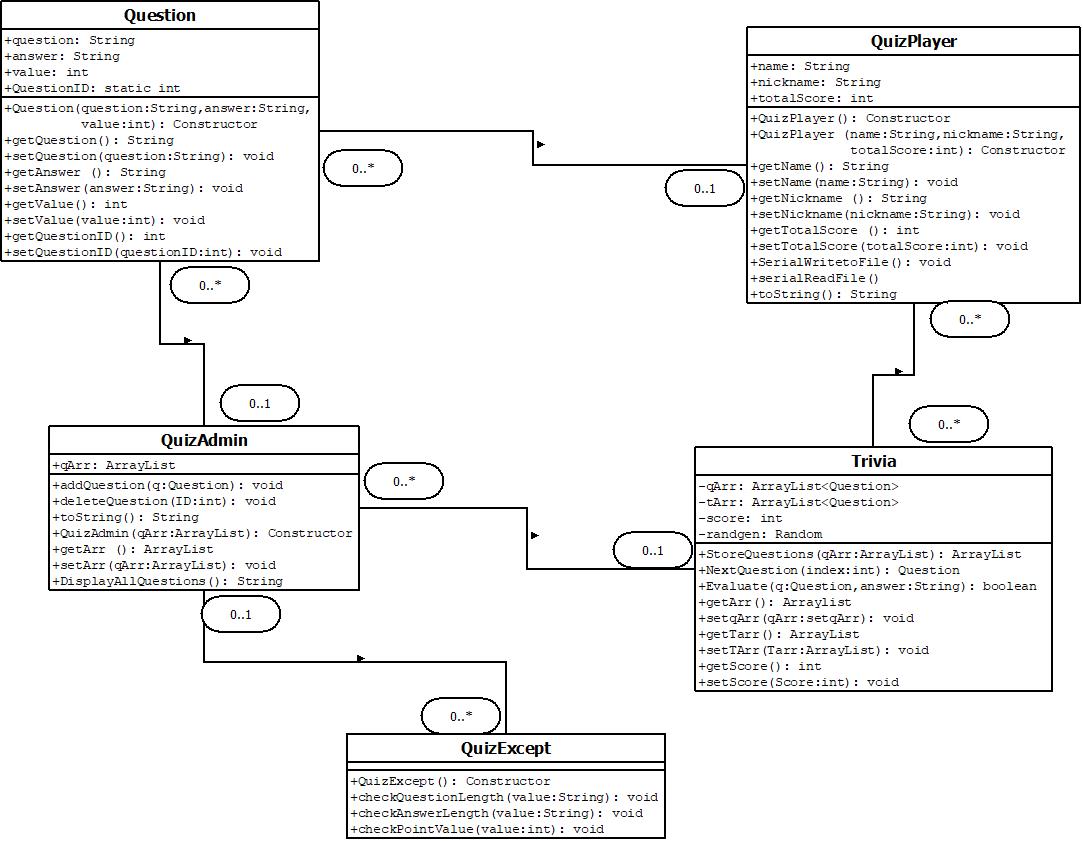 Question
+question: String
+answer: String
+value: int
+QuestionID: static int
+Question(question:String,answer:String,
value:int): Constructor
+getQuestion(): String
+setQuestion(question:String): void
+getAnswer (): String
+setAnswer(answer:String): void
+getValue(): int
+setValue(value:int): void
+getQuestionID(): int
+setQuestionID(questionID:int): void
0..*
0..*
QuizPlayer
+name: String
+nickname: String
+totalScore: int
+QuizPlayer(): Constructor
+QuizPlayer (name:String,nickname:String,
totalScore:int): Constructor
+getName(): String
+setName(name:String): void
+getNickname (): String
+setNickname(nickname:String): void
+getTotalScore (): int
+setTotalScore(totalScore:int): void
+SerialWritetoFile(): void
+serialReadFile()
+toString(): String
0..1
0..*
0..1
QuizAdmin
+qArr: ArrayList
+addQuestion(q:Question): void
+deleteQuestion(ID:int): void
+toString(): String
+QuizAdmin(qArr:ArrayList): Constructor
+getArr (): ArrayList
+setArr(qArr:ArrayList): void
+DisplayAllQuestions(): String
0..*
0..1
0..*
0..1
Trivia
-qArr: ArrayList<Question>
-tArr: ArrayList<Question>
-score: int
-randgen: Random
+StoreQuestions(qArr:ArrayList): ArrayList
+NextQuestion(index:int): Question
+Evaluate(q:Question,answer:String): boolean
+getArr(): Arraylist
+setqArr(qArr:setqArr): void
+getTarr(): ArrayList
+setTArr(Tarr:ArrayList): void
+getScore(): int
+setScore(Score:int): void
0..*
QuizExcept
+QuizExcept(): Constructor
+checkQuestionLength(value:String): void
+checkAnswerLength(value:String): void
+checkPointValue(value:int): void